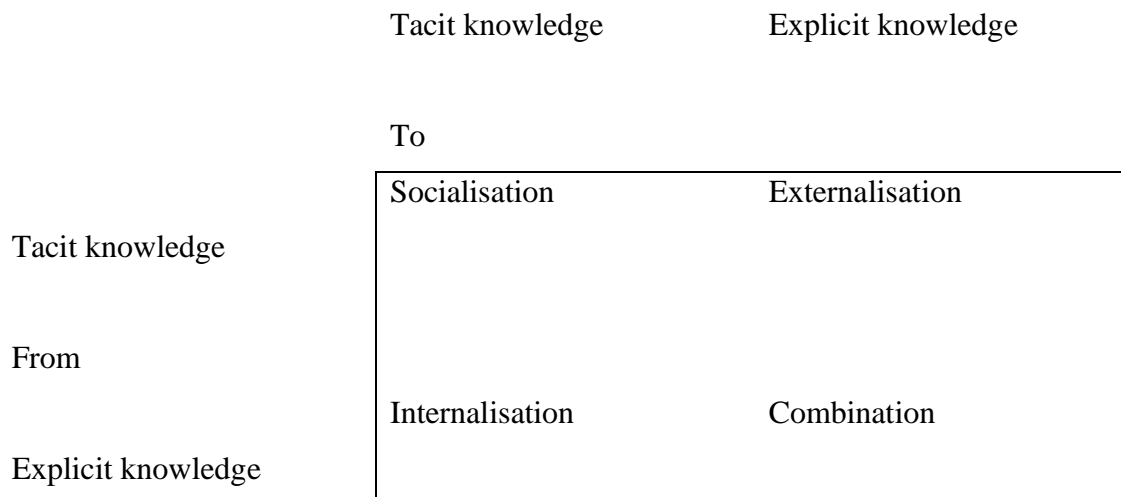 Tacit knowledge Explicit knowledge
To
Socialisation Externalisation
Tacit knowledge
From
Internalisation Combination
Explicit knowledge